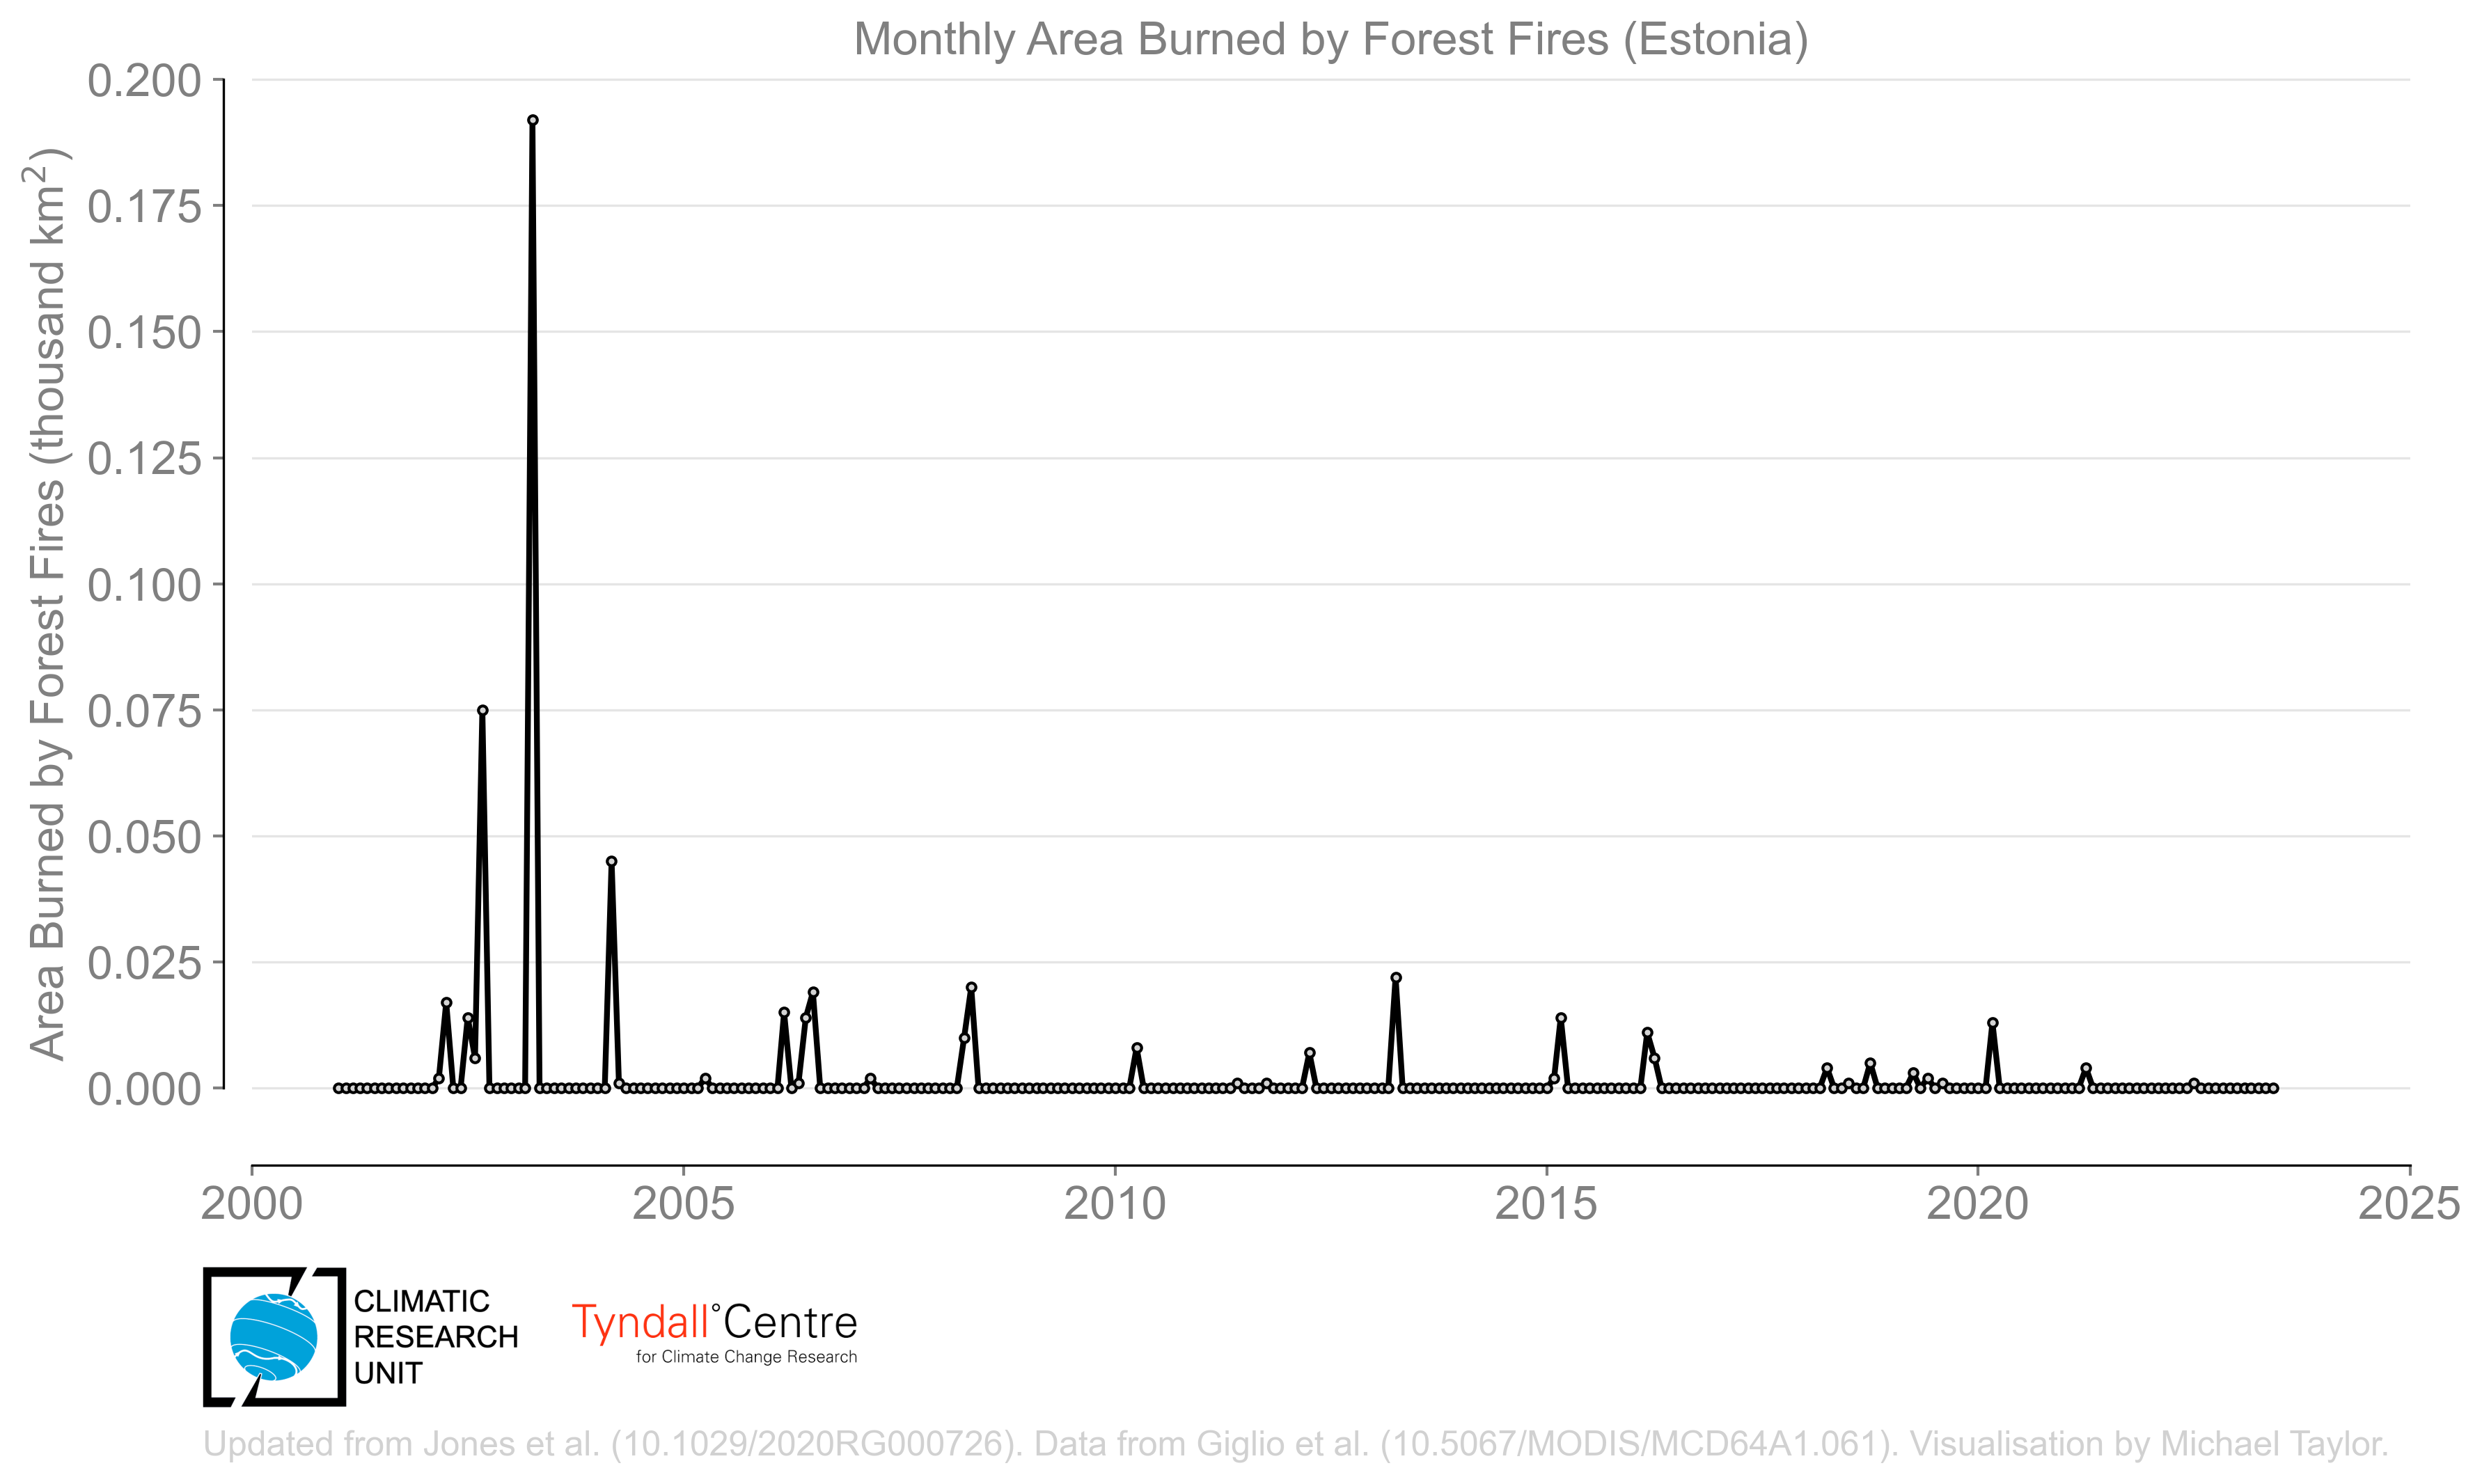 Monthly Area Burned by Forest Fires (Estonia)
Area Burned by Forest Fires (thousand km²)
0.200
0.175
0.150
0.125
0.100
0.075
0.050
0.025
0.000
2000 2005 2010 2015 2020 2025
CLIMATIC
RESEARCH
UNIT
Tyndall°Centre
for Climate Change Research
Updated from Jones et al. (10.1029/2020RG000726). Data from Giglio et al. (10.5067/MODIS/MCD64A1.061). Visualisation by Michael Taylor.